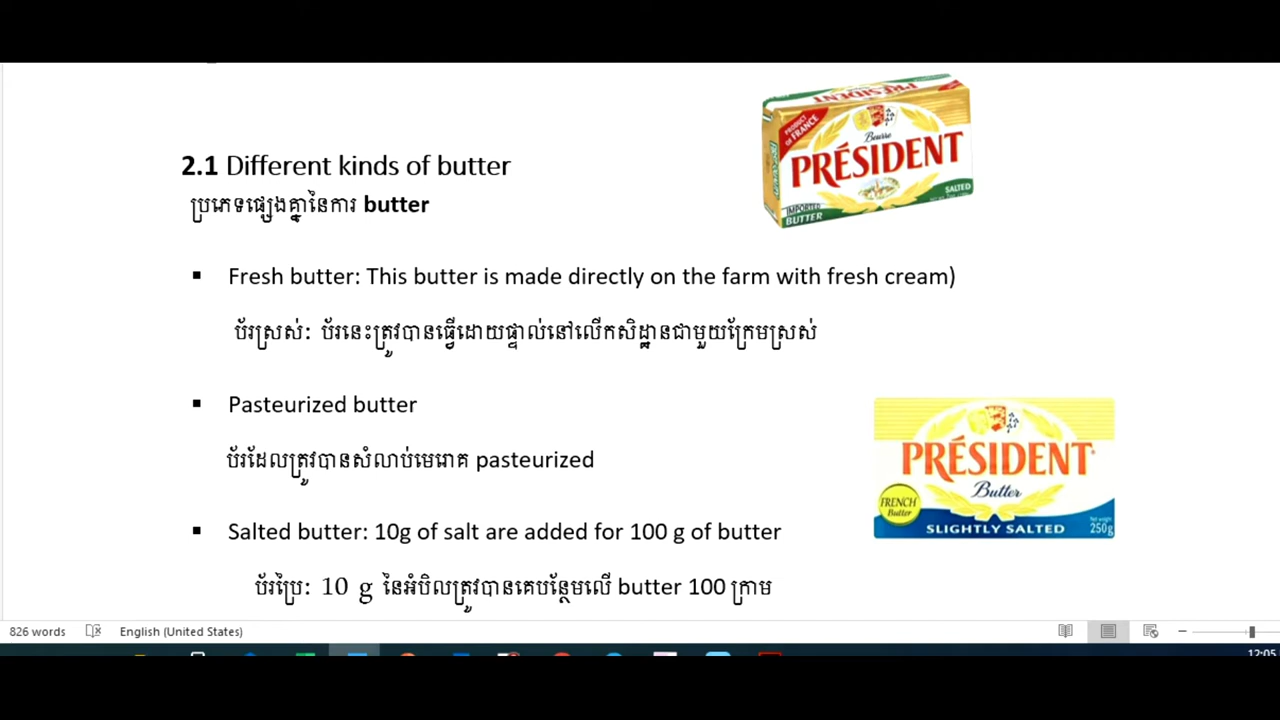 PRÉSIDENT
PRODUCT OF FRANCE
Beurre
PRÉSIDENT
SALTED
IMPORTED
BUTTER
2.1 Different kinds of butter
ប្រភេទផ្សេងគ្នានៃការ butter
▪ Fresh butter: This butter is made directly on the farm with fresh cream)
ប័រស្រស់: ប័រនេះត្រូវបានធ្វើដោយផ្ទាល់នៅលើកសិដ្ឋានជាមួយក្រែមស្រស់
▪ Pasteurized butter
ប័រដែលត្រូវបានសំលាប់មេរោគ pasteurized
PRÉSIDENT
Butter
FRENCH
Butter
SLIGHTLY SALTED
Net weight
250g
▪ Salted butter: 10g of salt are added for 100 g of butter
ប័រប្រៃ: 10 g នៃអំបិលត្រូវបានគេបន្ថែមលើ butter 100 ក្រាម
826 words
English (United States)
12:05